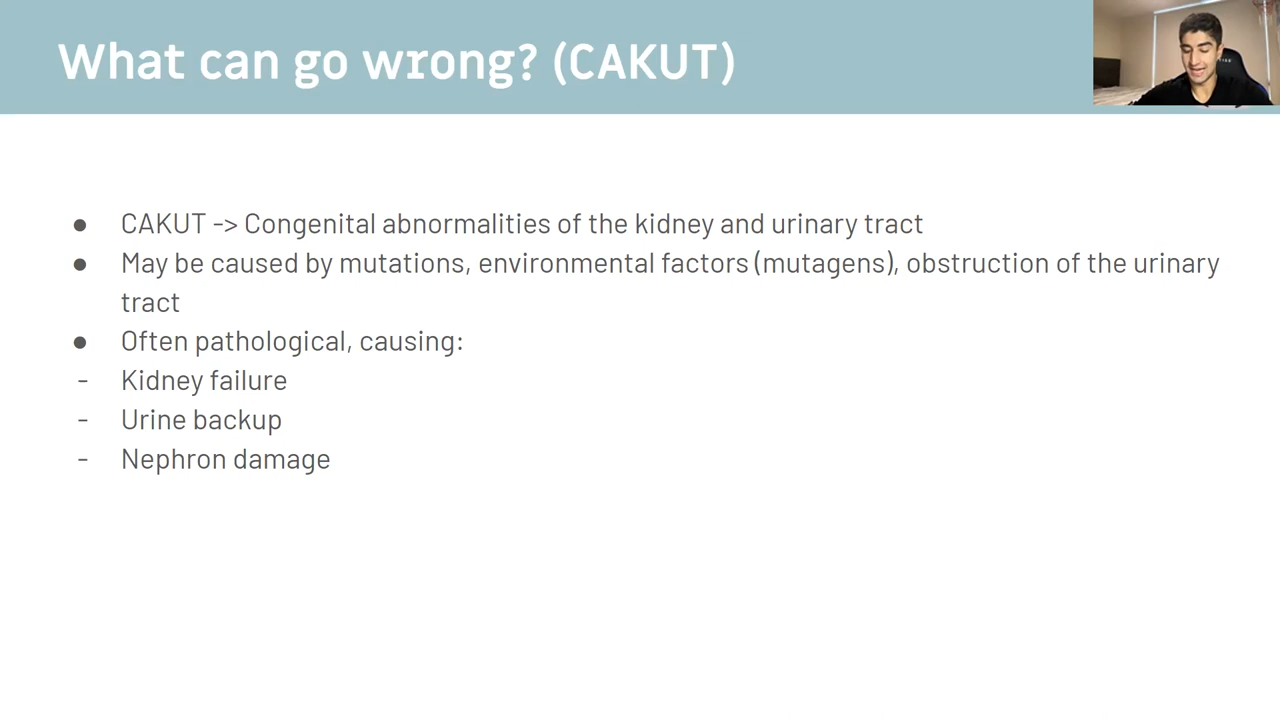 What can go wrong? (CAKUT)
● CAKUT -> Congenital abnormalities of the kidney and urinary tract
● May be caused by mutations, environmental factors (mutagens), obstruction of the urinary
tract
● Often pathological, causing:
- Kidney failure
- Urine backup
- Nephron damage